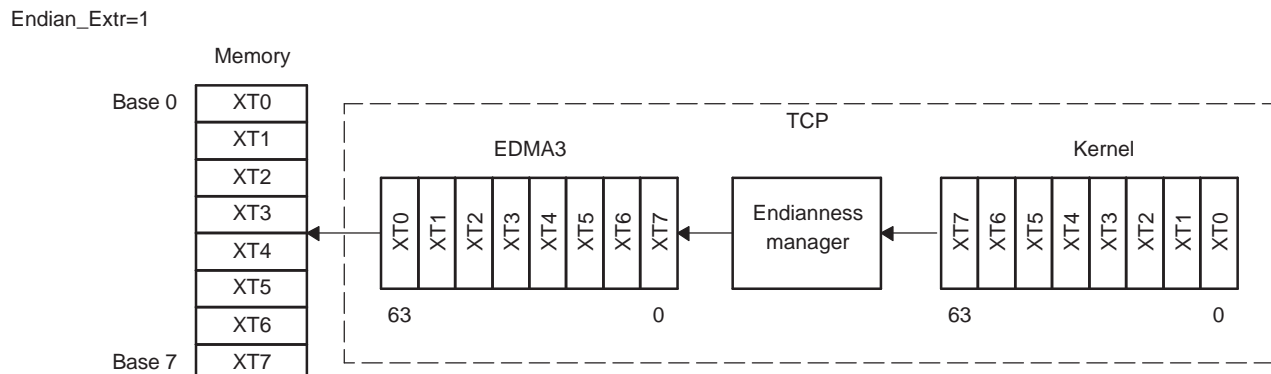 Endian_Extr=1
Memory
Base 0
XT0
XT1
XT2
XT3
XT4
XT5
XT6
Base 7
XT7
TCP
EDMA3
XT0
XT1
XT2
XT3
XT4
XT5
XT6
XT7
63
0
Endianness
manager
Kernel
XT7
XT6
XT5
XT4
XT3
XT2
XT1
XT0
63
0